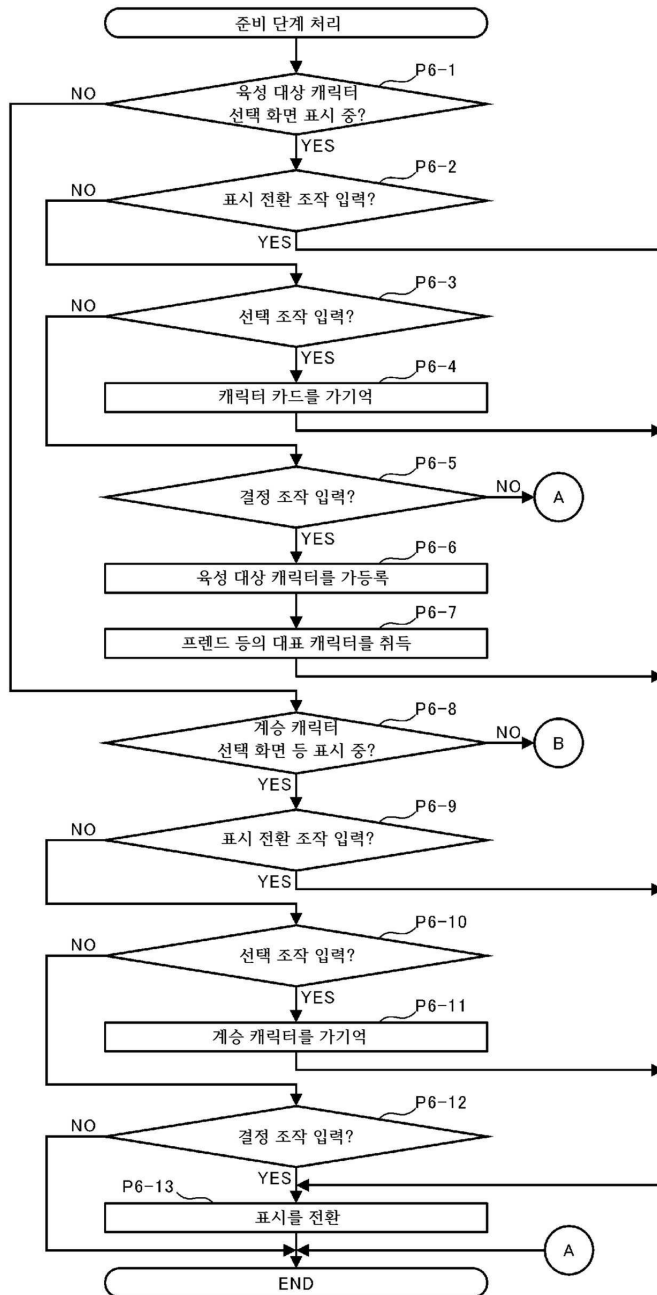 준비 단계 처리
P6-1
NO
육성 대상 캐릭터
선택 화면 표시 중?
YES
P6-2
NO
표시 전환 조작 입력?
YES
P6-3
NO
선택 조작 입력?
YES
P6-4
캐릭터 카드를 가기억
P6-5
결정 조작 입력?
NO
A
YES
P6-6
육성 대상 캐릭터를 가등록
P6-7
프렌드 등의 대표 캐릭터를 취득
P6-8
계승 캐릭터
선택 화면 등 표시 중?
NO
B
YES
P6-9
NO
표시 전환 조작 입력?
YES
P6-10
NO
선택 조작 입력?
YES
P6-11
계승 캐릭터를 가기억
P6-12
NO
결정 조작 입력?
YES
P6-13
표시를 전환
A
END